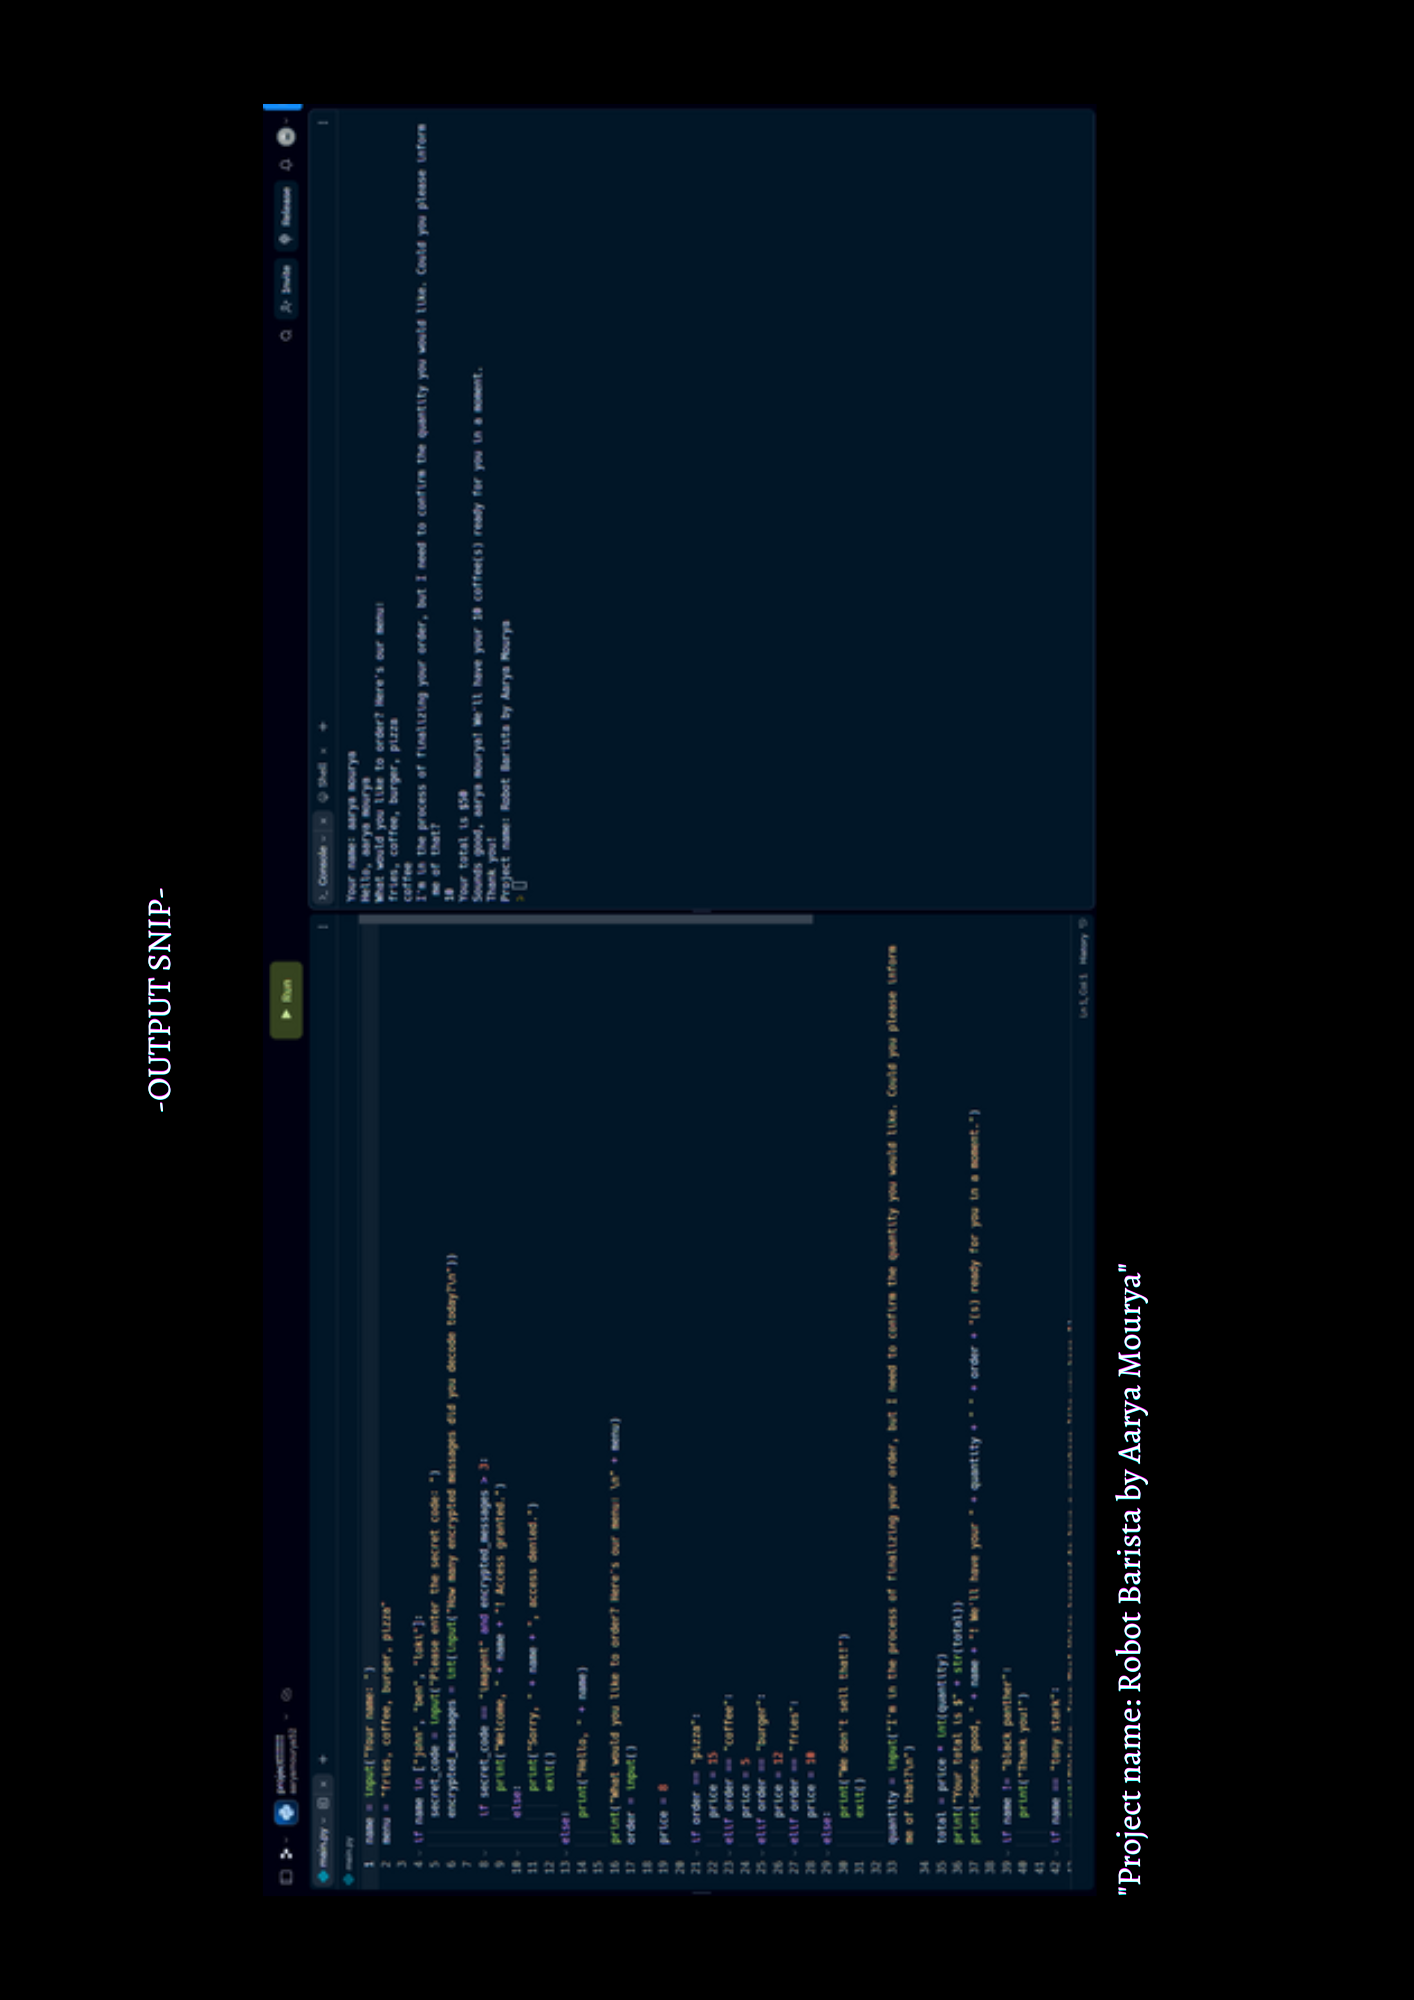 -OUTPUT SNIP-
Run
Invite
Release
main.py
main.py
1 name = input("Your name: ")
2 menu = "fries, coffee, burger, pizza"
3
4 if name in ["jonn", "ben", "loki"]:
5 secret_code = input("Please enter the secret code: ")
6 encrypted_messages = int(input("How many encrypted messages did you decode today?\n"))
7
8 if secret_code == "imagent" and encrypted_messages > 3:
9 print("Welcome, " + name + "! Access granted.")
10 else:
11 print("Sorry, " + name + ", access denied.")
12 exit()
13 else:
14 print("Hello, " + name)
15
16 print("What would you like to order? Here's our menu: \n" + menu)
17 order = input()
18
19 price = 0
20
21 if order == "pizza":
22 price = 15
23 elif order == "coffee":
24 price = 5
25 elif order == "burger":
26 price = 12
27 elif order == "fries":
28 price = 10
29 else:
30 print("We don't sell that!")
31 exit()
32
33 quantity = input("I'm in the process of finalizing your order, but I need to confirm the quantity you would like. Could you please inform
me of that?\n")
34
35 total = price * int(quantity)
36 print("Your total is $" + str(total))
37 print("Sounds good, " + name + "! We'll have your " + quantity + " " + order + "(s) ready for you in a moment.")
38
39 if name != "black panther":
40 print("Thank you!")
41
42 if name == "tony stark":
Ln 1, Col 1 History
Console
Shell
Your name: aarya mourya
Hello, aarya mourya
What would you like to order? Here's our menu:
fries, coffee, burger, pizza
coffee
I'm in the process of finalizing your order, but I need to confirm the quantity you would like. Could you please inform
me of that?
10
Your total is $50
Sounds good, aarya mourya! We'll have your 10 coffee(s) ready for you in a moment.
Thank you!
Project name: Robot Barista by Aarya Mourya
"Project name: Robot Barista by Aarya Mourya"